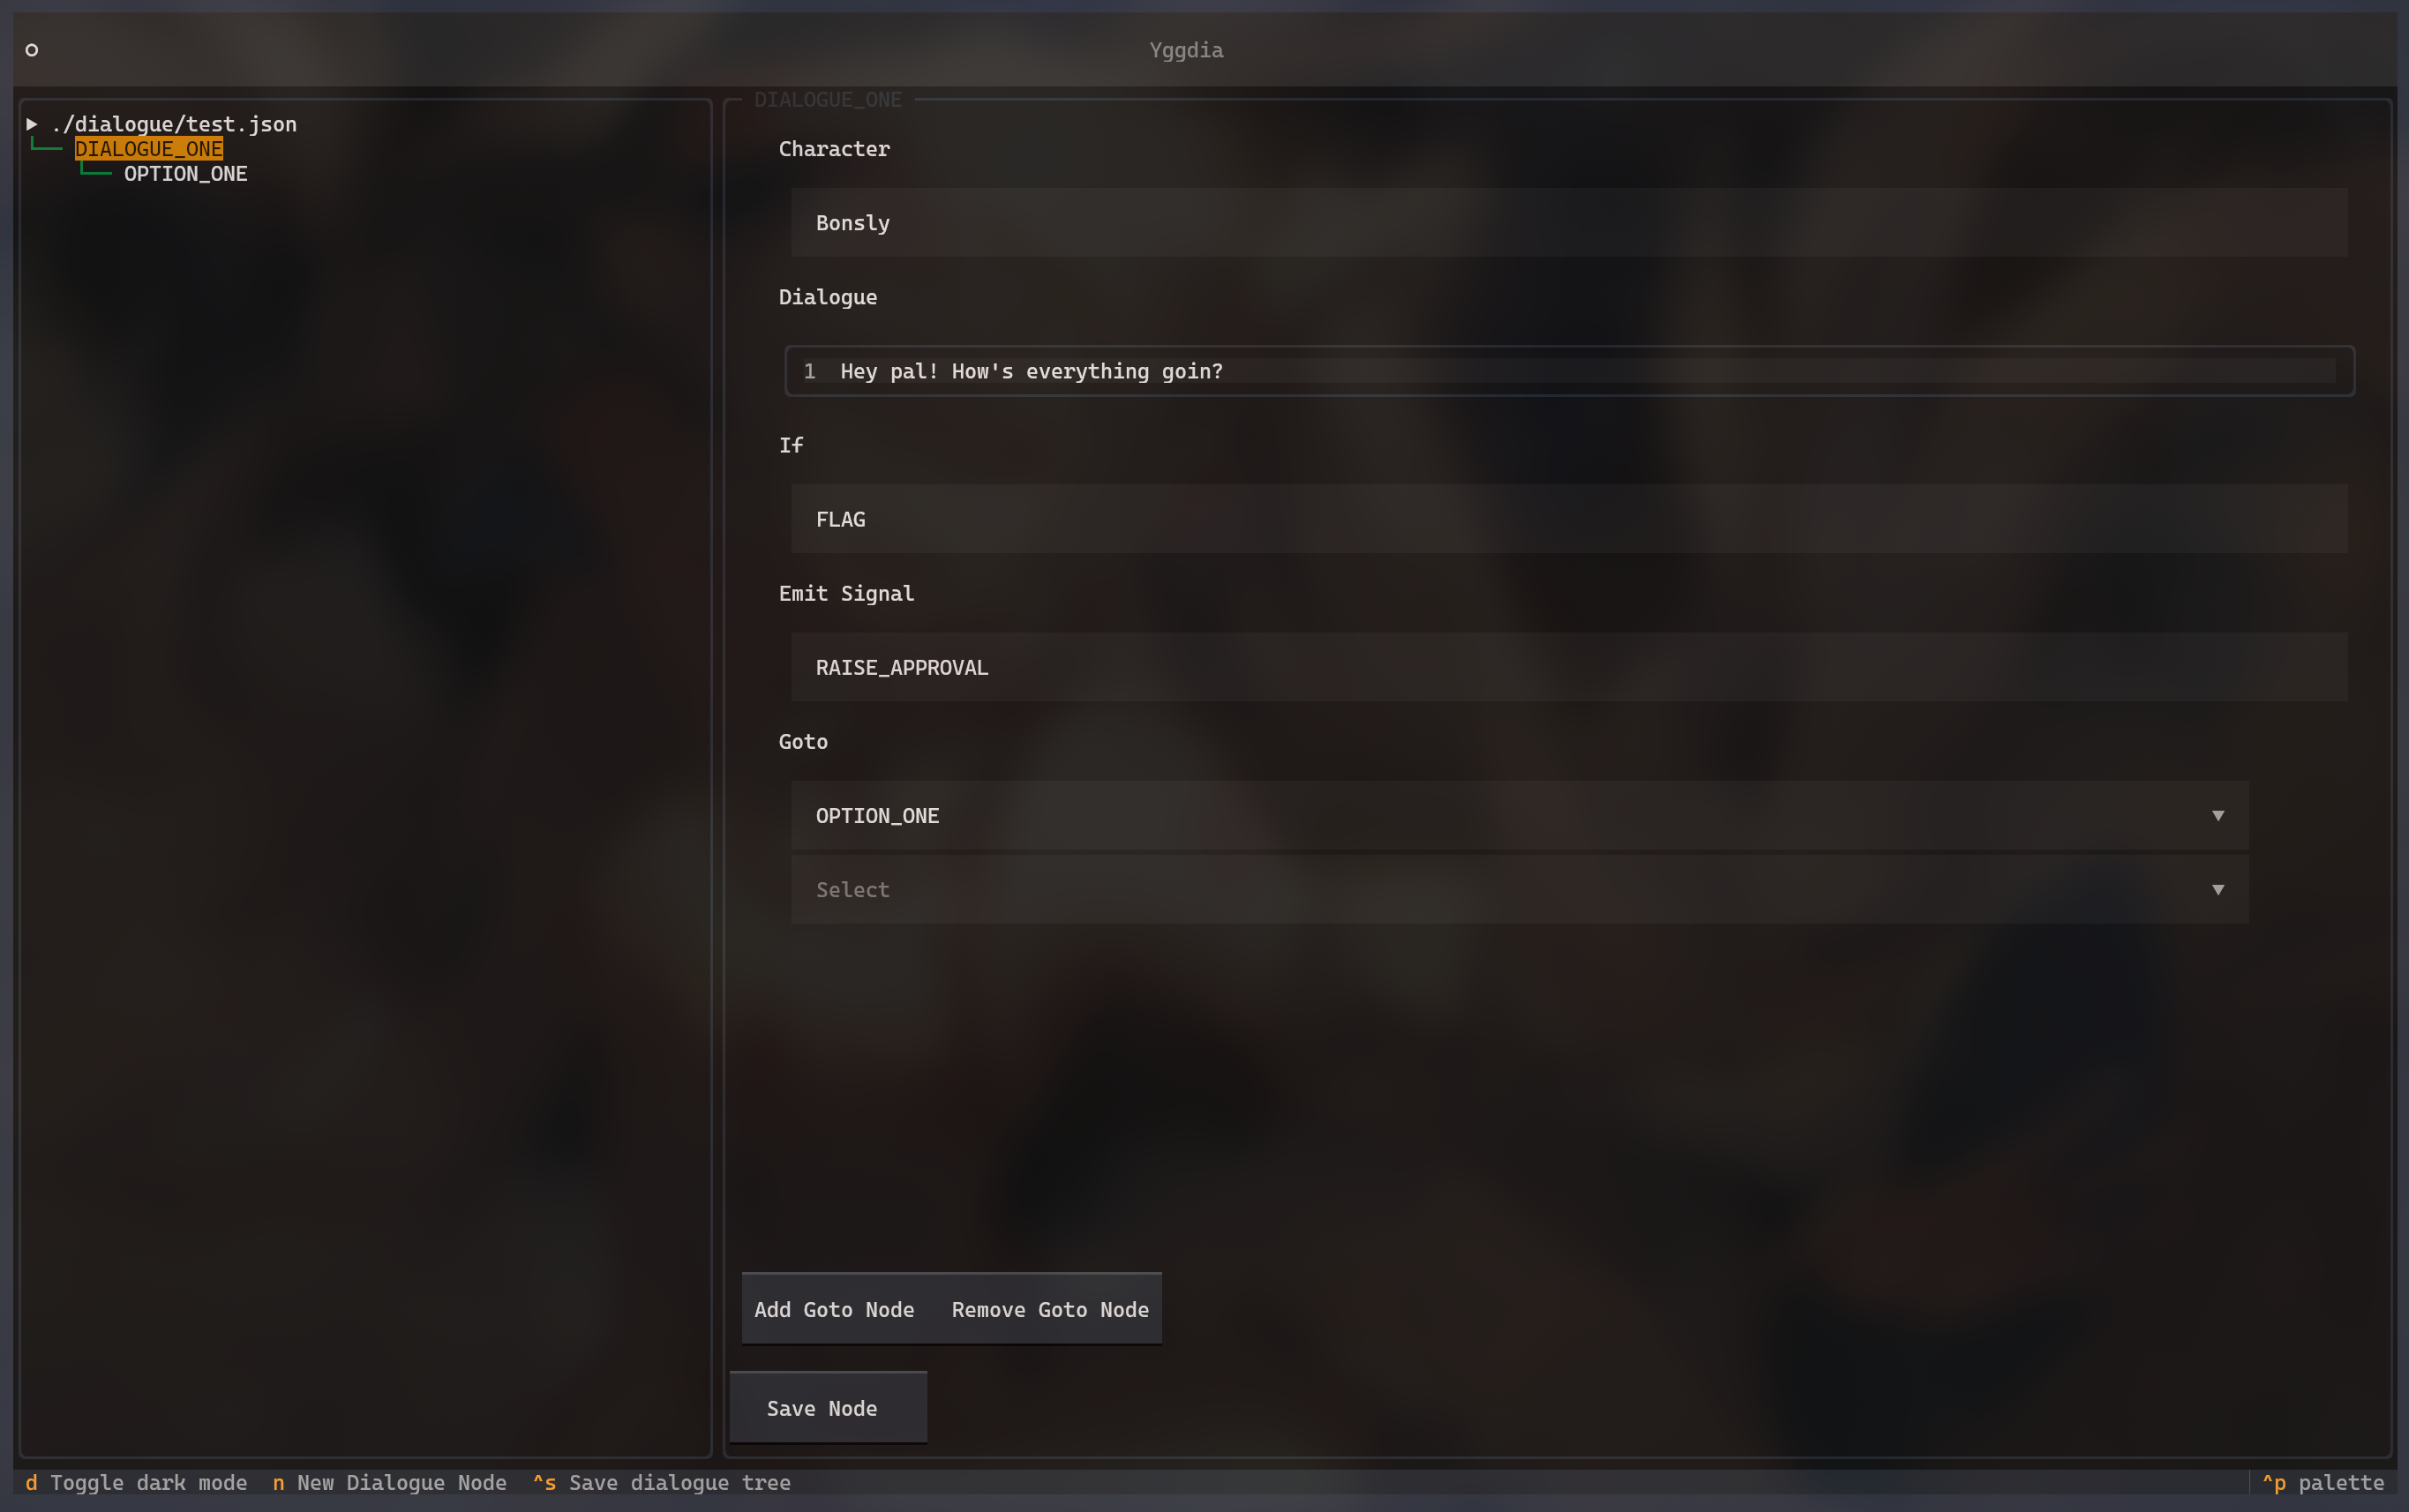 Yggdia
./dialogue/test.json
DIALOGUE_ONE
OPTION_ONE
DIALOGUE_ONE
Character
Bonsly
Dialogue
1 Hey pal! How's everything goin?
If
FLAG
Emit Signal
RAISE_APPROVAL
Goto
OPTION_ONE
Select
Add Goto Node Remove Goto Node
Save Node
d Toggle dark mode n New Dialogue Node ^s Save dialogue tree ^p palette